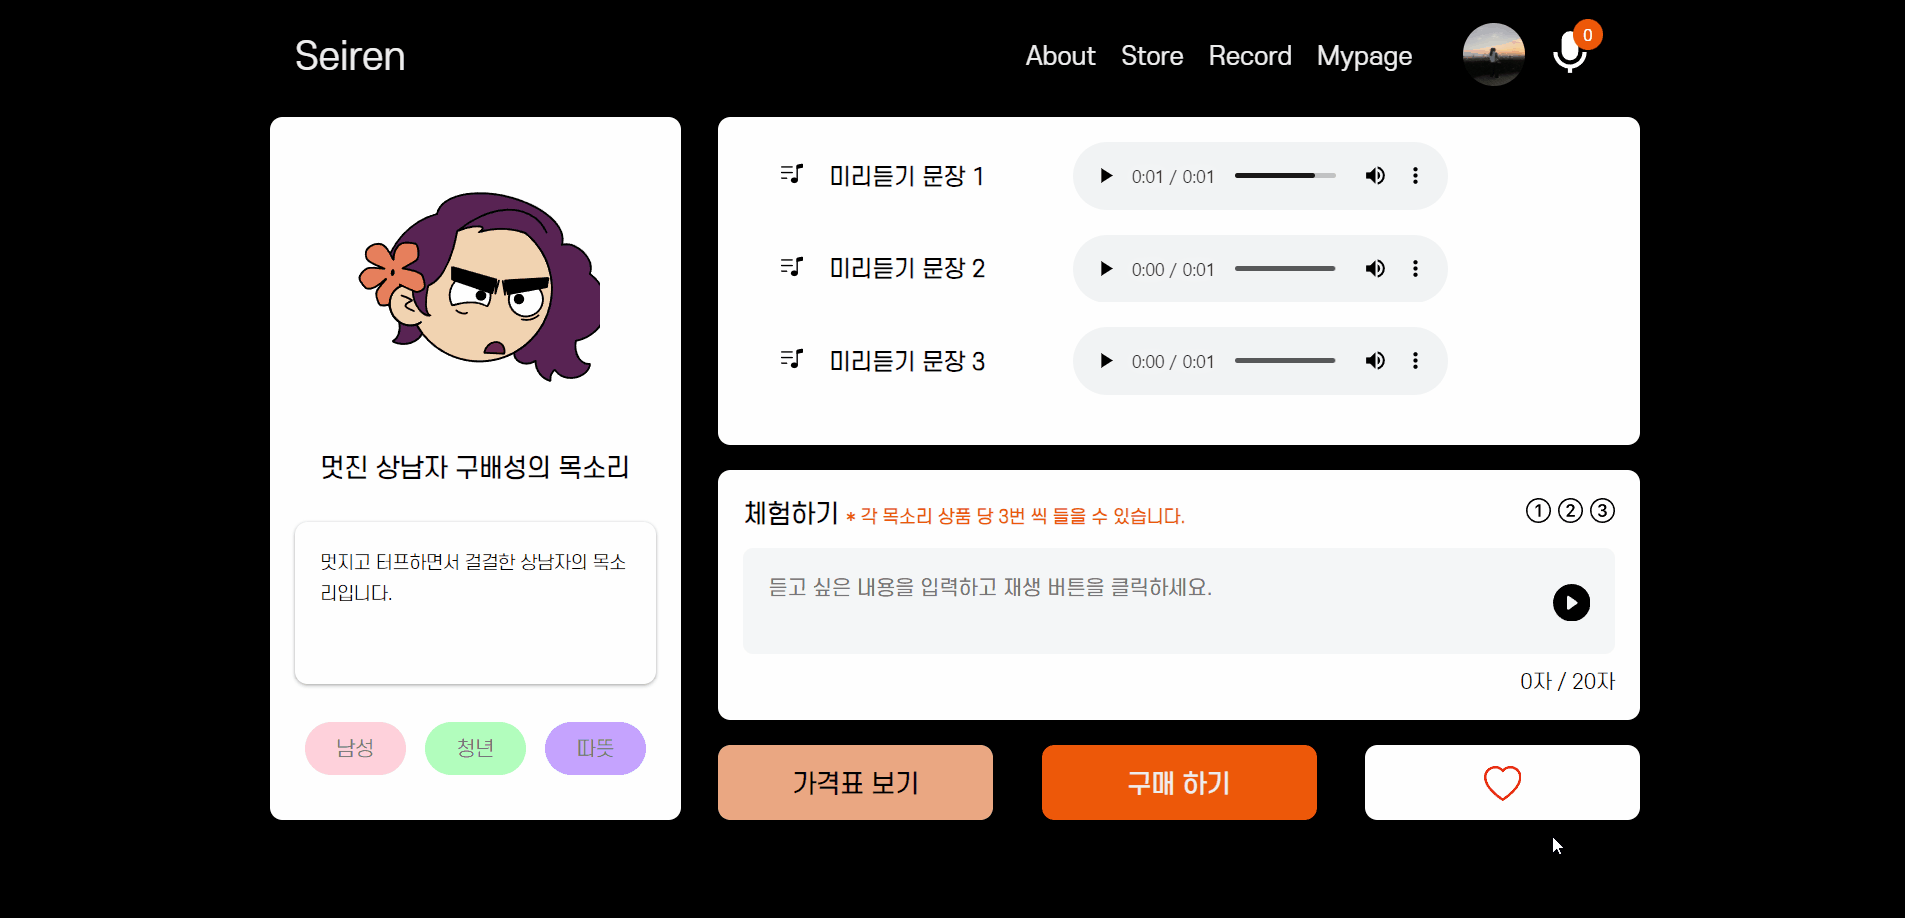 Seiren
About Store Record Mypage
0
멋진 상남자 구배성의 목소리
멋지고 터프하면서 걸걸한 상남자의 목소
리입니다.
남성 청년 따뜻
미리듣기 문장 1
0:01 / 0:01
미리듣기 문장 2
0:00 / 0:01
미리듣기 문장 3
0:00 / 0:01
체험하기 * 각 목소리 상품 당 3번 씩 들을 수 있습니다.
① ② ③
듣고 싶은 내용을 입력하고 재생 버튼을 클릭하세요.
0자 / 20자
가격표 보기
구매 하기